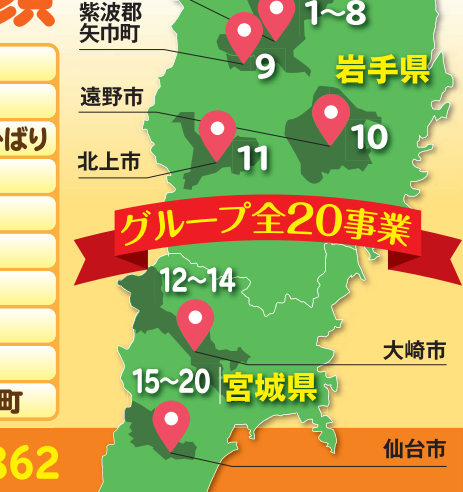 紫波郡
矢巾町
1〜8
9
岩手県
遠野市
10
ばり
北上市
11
グループ全20事業
12〜14
大崎市
15〜20
宮城県
町
362
仙台市